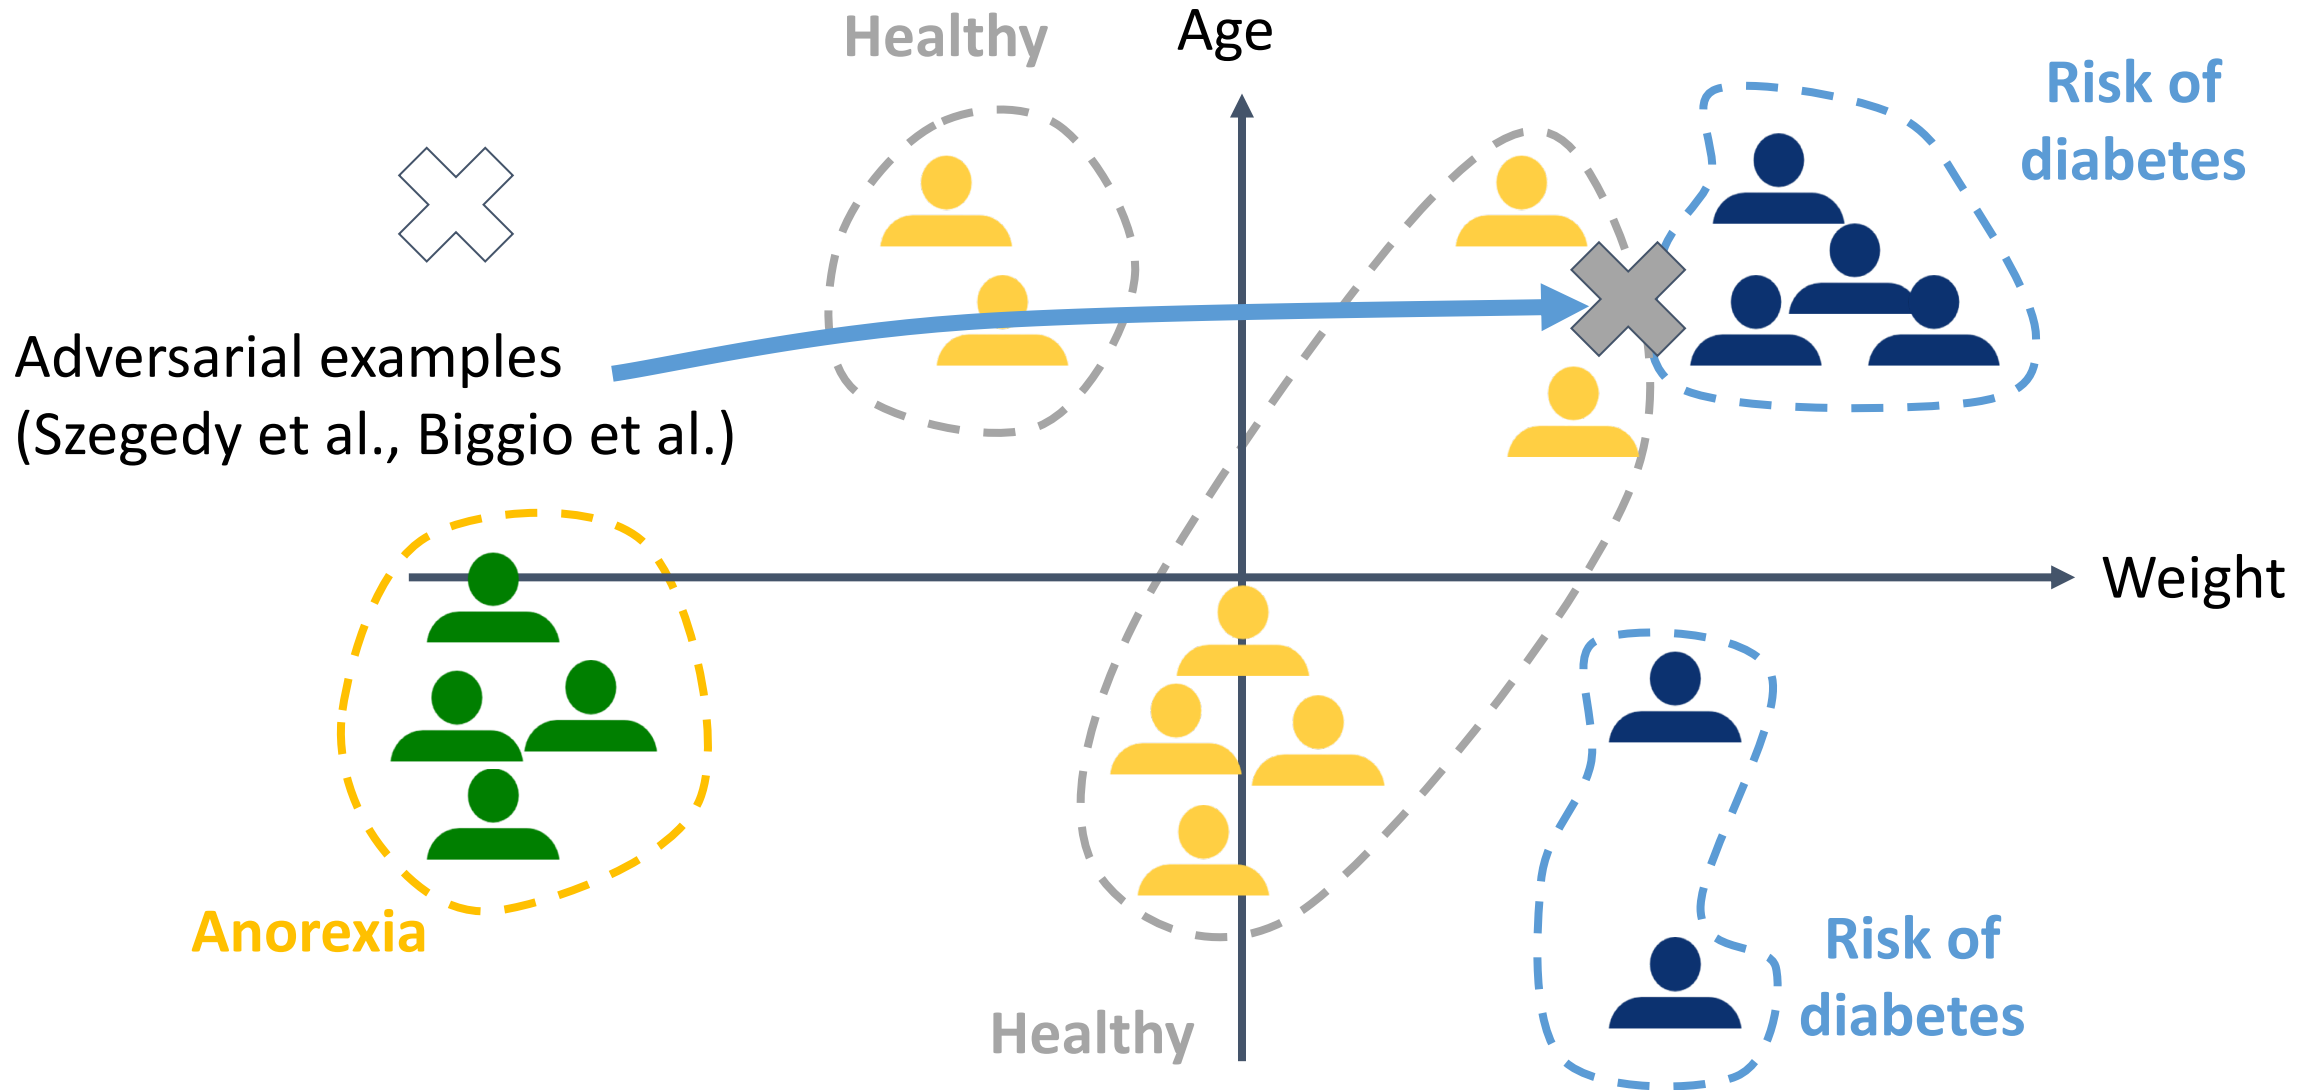 Healthy
Age
Risk of
diabetes
Adversarial examples
(Szegedy et al., Biggio et al.)
Weight
Anorexia
Risk of
diabetes
Healthy